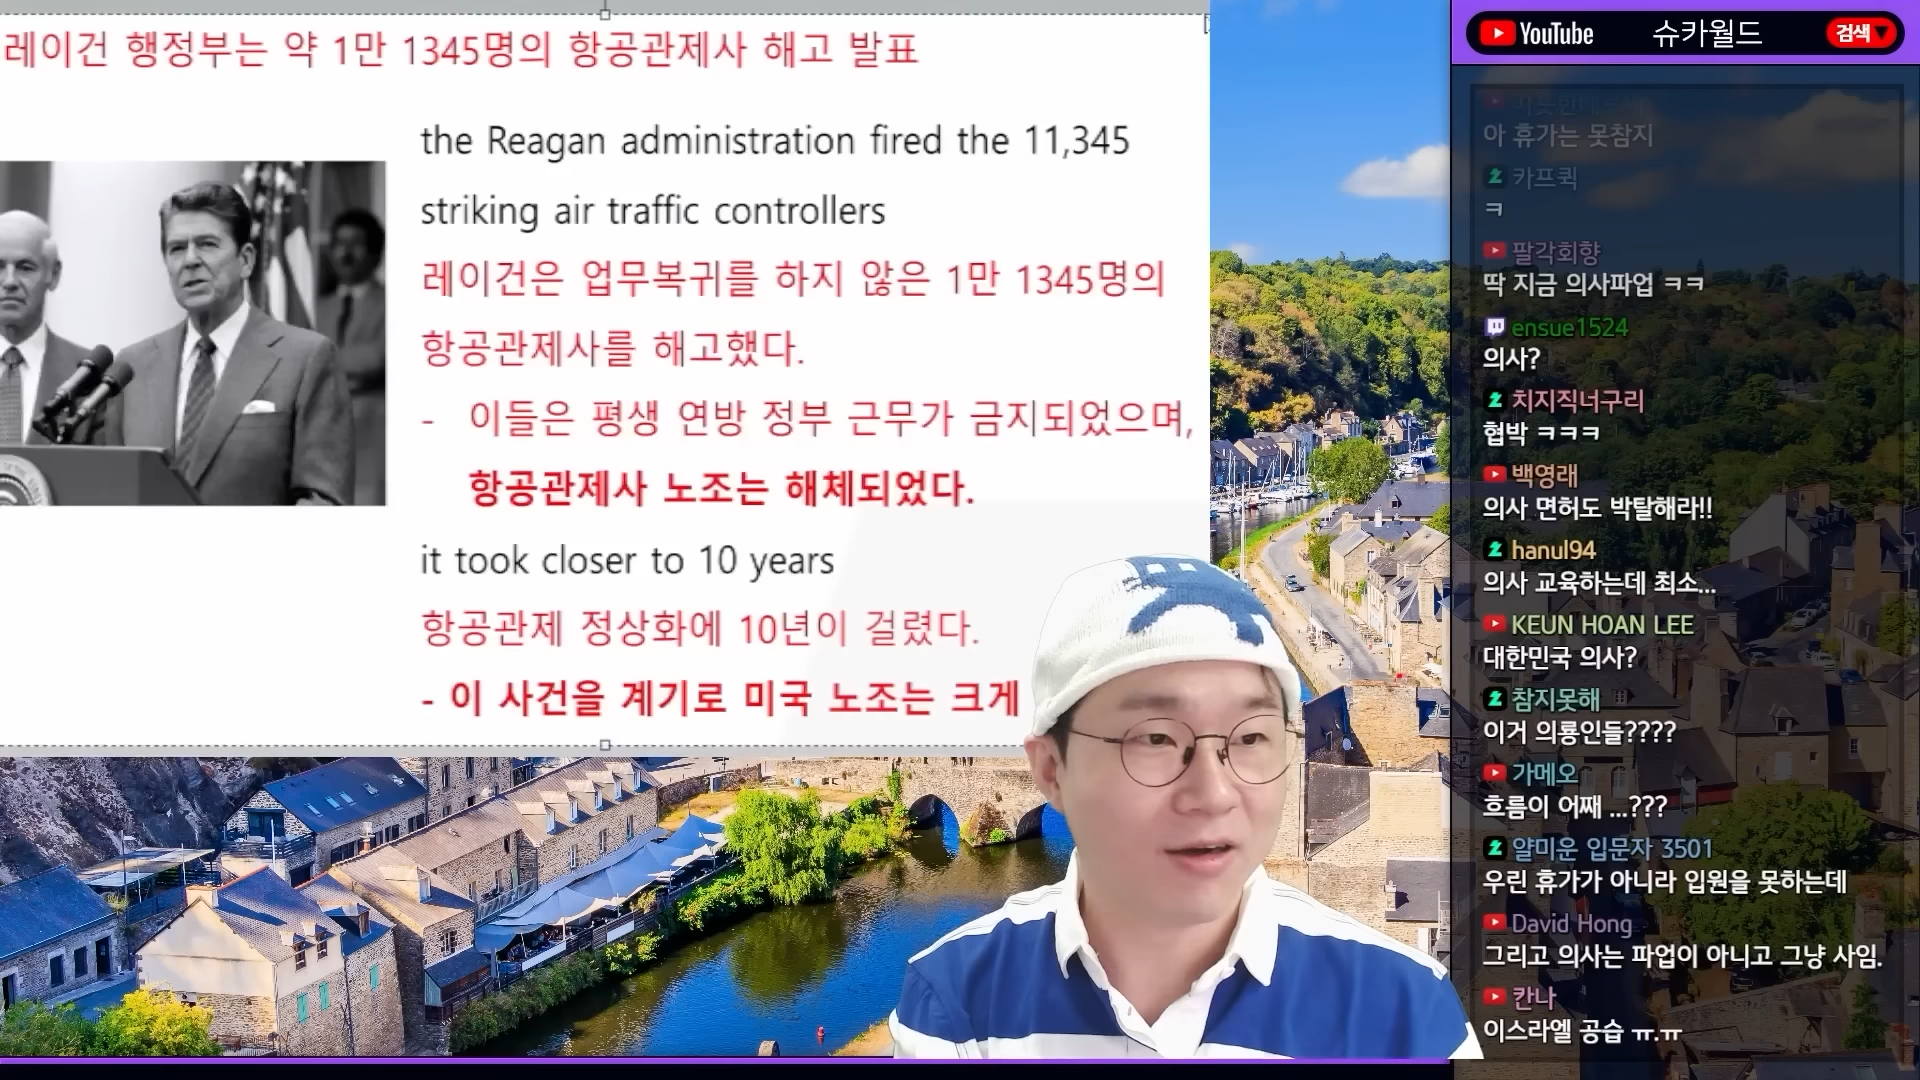 레이건 행정부는 약 1만 1345명의 항공관제사 해고 발표
the Reagan administration fired the 11,345
striking air traffic controllers
레이건은 업무복귀를 하지 않은 1만 1345명의
항공관제사를 해고했다.
- 이들은 평생 연방 정부 근무가 금지되었으며,
항공관제사 노조는 해체되었다.
it took closer to 10 years
항공관제 정상화에 10년이 걸렸다.
- 이 사건을 계기로 미국 노조는 크게
YouTube 슈카월드 검색
아 휴가는 못참지
카프퀵
ㅋ
팔각회향
딱 지금 의사파업 ㅋㅋ
ensue1524
의사?
치지직너구리
협박 ㅋㅋㅋ
백영래
의사 면허도 박탈해라!!
hanul94
의사 교육하는데 최소...
KEUN HOAN LEE
대한민국 의사?
참지못해
이거 의룡인들????
가메오
흐름이 어째 ...???
얄미운 입문자 3501
우린 휴가가 아니라 입원을 못하는데
David Hong
그리고 의사는 파업이 아니고 그냥 사임.
칸나
이스라엘 공습 ㅠ.ㅠ